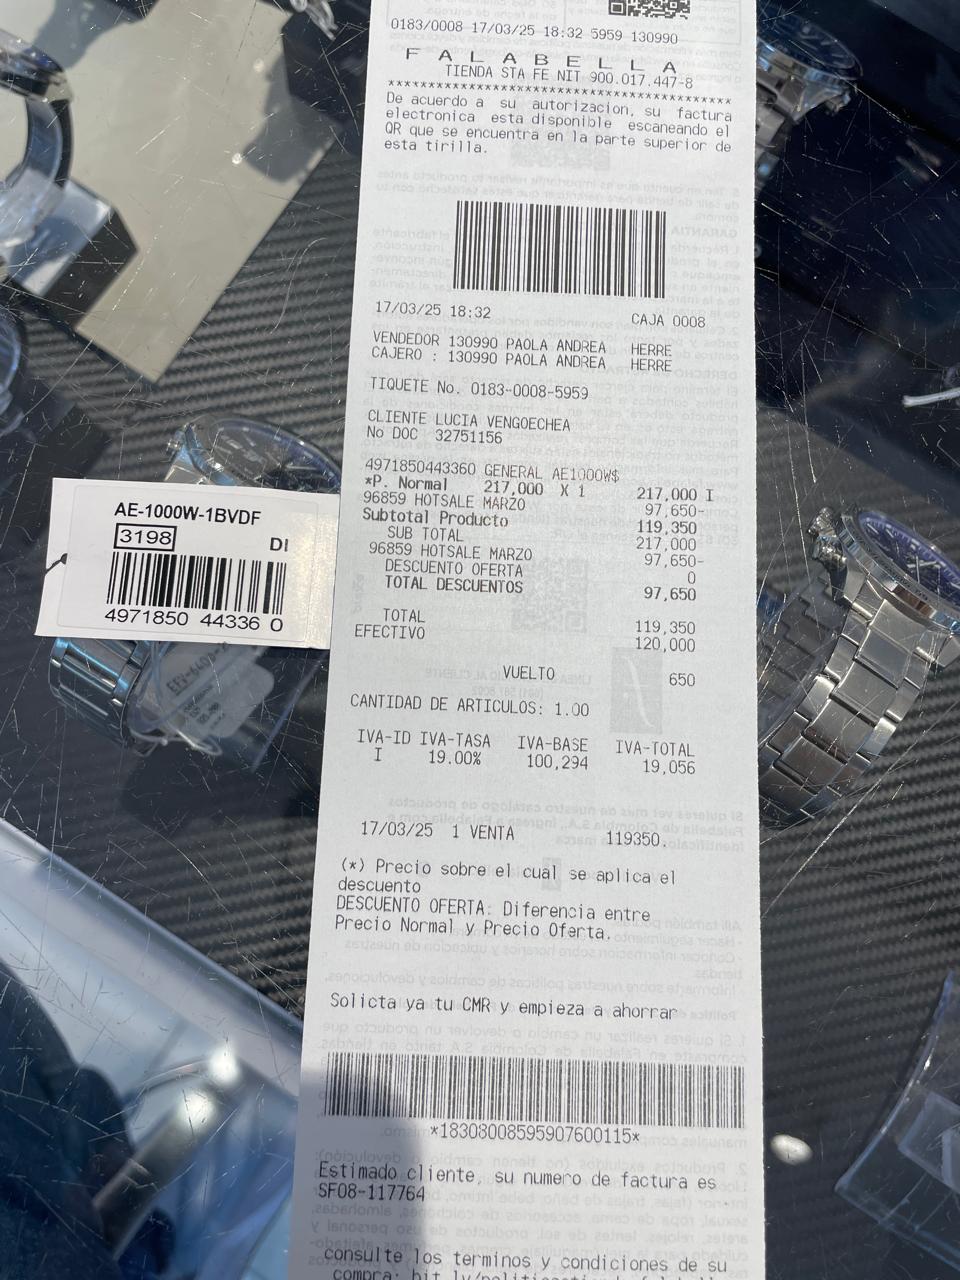 0183/0008 17/03/25 18:32 5959 130990
F A L A B E L L A
TIENDA STA FE NIT 900.017.447-8
****************************************
De acuerdo a su autorizacion, su factura
electronica esta disponible escaneando el
QR que se encuentra en la parte superior de
esta tirilla.
17/03/25 18:32 CAJA 0008
VENDEDOR 130990 PAOLA ANDREA HERRE
CAJERO : 130990 PAOLA ANDREA HERRE
TIQUETE No. 0183-0008-5959
CLIENTE LUCIA VENGOECHEA
No DOC 32751156
4971850443360 GENERAL AE1000W$
*P. Normal 217,000 X 1 217,000 I
96859 HOTSALE MARZO 97,650-
Subtotal Producto 119,350
SUB TOTAL 217,000
96859 HOTSALE MARZO 97,650-
DESCUENTO OFERTA 0
TOTAL DESCUENTOS 97,650
TOTAL 119,350
EFECTIVO 120,000
VUELTO 650
CANTIDAD DE ARTICULOS: 1.00
IVA-ID IVA-TASA IVA-BASE IVA-TOTAL
I 19.00% 100,294 19,056
17/03/25 1 VENTA 119350.
(*) Precio sobre el cual se aplica el
descuento
DESCUENTO OFERTA: Diferencia entre
Precio Normal y Precio Oferta.
Solicta ya tu CMR y empieza a ahorrar
*18308008595907600115*
Estimado cliente, su numero de factura es
SF08-117764
consulte los terminos y condiciones de su
AE-1000W-1BVDF
3198 DI
4971850 44336 0